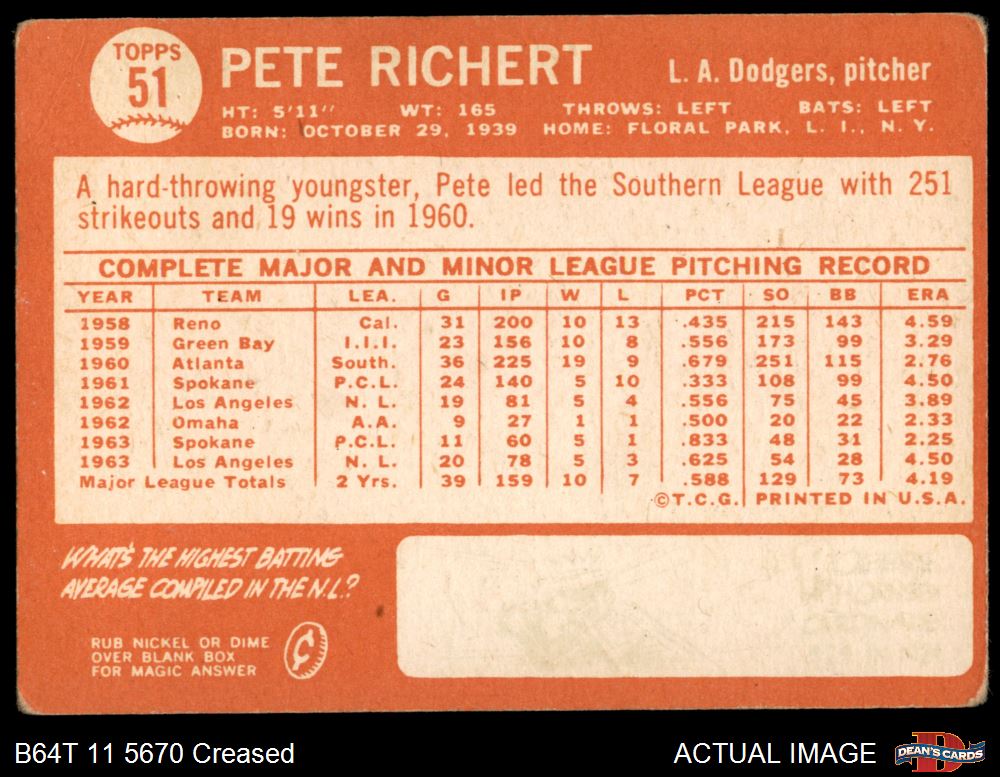 TOPPS
51
PETE RICHERT
L. A. Dodgers, pitcher
HT: 5'11" WT: 165 THROWS: LEFT BATS: LEFT
BORN: OCTOBER 29, 1939 HOME: FLORAL PARK, L. I., N. Y.
A hard-throwing youngster, Pete led the Southern League with 251
strikeouts and 19 wins in 1960.
COMPLETE MAJOR AND MINOR LEAGUE PITCHING RECORD
YEAR TEAM LEA. G IP W L PCT SO BB ERA
1958 Reno Cal. 31 200 10 13 .435 215 143 4.59
1959 Green Bay I.I.I. 23 156 10 8 .556 173 99 3.29
1960 Atlanta South. 36 225 19 9 .679 251 115 2.76
1961 Spokane P.C.L. 24 140 5 10 .333 108 99 4.50
1962 Los Angeles N. L. 19 81 5 4 .556 75 45 3.89
1962 Omaha A.A. 9 27 1 1 .500 20 22 2.33
1963 Spokane P.C.L. 11 60 5 1 .833 48 31 2.25
1963 Los Angeles N. L. 20 78 5 3 .625 54 28 4.50
Major League Totals 2 Yrs. 39 159 10 7 .588 129 73 4.19
©T.C.G. PRINTED IN U.S.A.
WHAT'S THE HIGHEST BATTING
AVERAGE COMPILED IN THE N.L.?
RUB NICKEL OR DIME
OVER BLANK BOX
FOR MAGIC ANSWER
¢
B64T 11 5670 Creased
ACTUAL IMAGE
DEAN'S CARDS